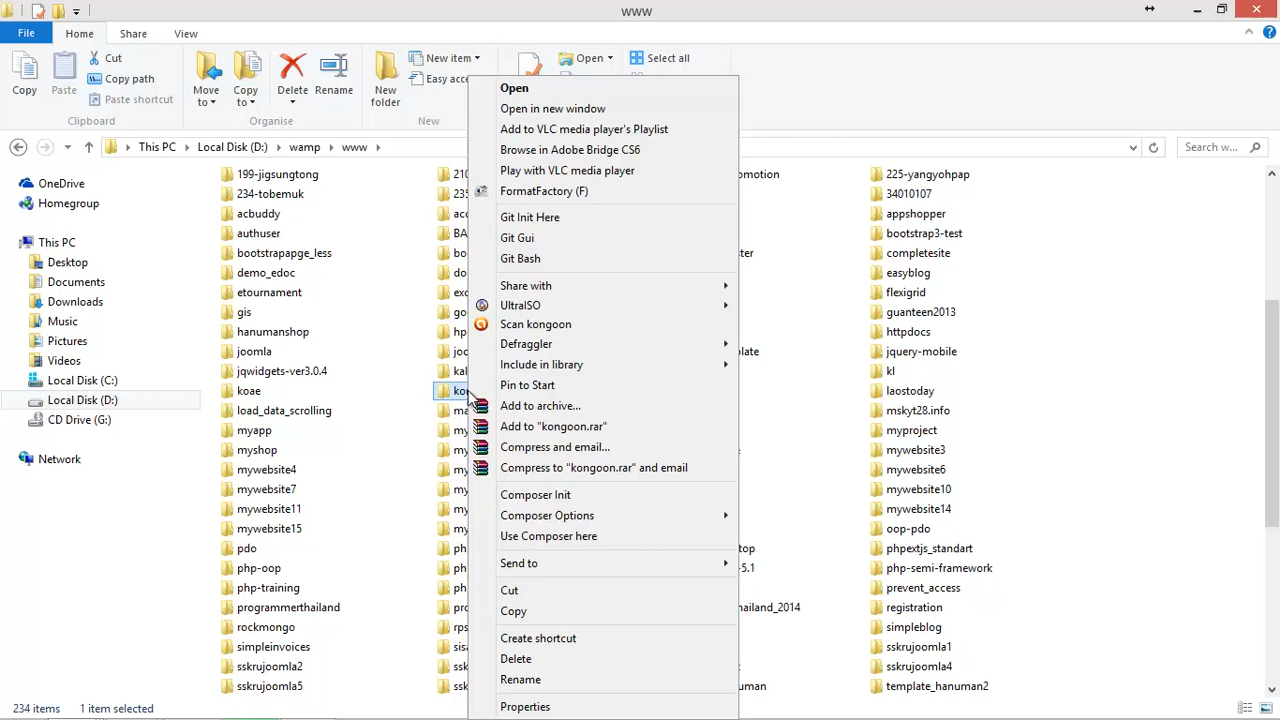 www
File
Home
Share
View
Copy
Paste
Cut
Copy path
Paste shortcut
Clipboard
Move to
Copy to
Delete
Rename
Organise
New folder
New item
Easy acce
New
Open
Select all
This PC
Local Disk (D:)
wamp
www
Search w...
OneDrive
Homegroup
This PC
Desktop
Documents
Downloads
Music
Pictures
Videos
Local Disk (C:)
Local Disk (D:)
CD Drive (G:)
Network
199-jigsungtong
234-tobemuk
acbuddy
authuser
bootstrapapge_less
demo_edoc
etournament
gis
hanumanshop
joomla
jqwidgets-ver3.0.4
koae
load_data_scrolling
myapp
myshop
mywebsite4
mywebsite7
mywebsite11
mywebsite15
pdo
php-oop
php-training
programmerthailand
rockmongo
simpleinvoices
sskrujoomla2
sskrujoomla5
Open
Open in new window
Add to VLC media player's Playlist
Browse in Adobe Bridge CS6
Play with VLC media player
FormatFactory (F)
Git Init Here
Git Gui
Git Bash
Share with
UltraISO
Scan kongoon
Defraggler
Include in library
Pin to Start
Add to archive...
Add to "kongoon.rar"
Compress and email...
Compress to "kongoon.rar" and email
Composer Init
Composer Options
Use Composer here
Send to
Cut
Copy
Create shortcut
Delete
Rename
Properties
omotion
ter
plate
top
-5.1
hailand_2014
human
225-yangyohpap
34010107
appshopper
bootstrap3-test
completesite
easyblog
flexigrid
guanteen2013
httpdocs
jquery-mobile
kl
laostoday
mskyt28.info
myproject
mywebsite3
mywebsite6
mywebsite10
mywebsite14
oop-pdo
phpextjs_standart
php-semi-framework
prevent_access
registration
simpleblog
sskrujoomla1
sskrujoomla4
template_hanuman2
234 items
1 item selected